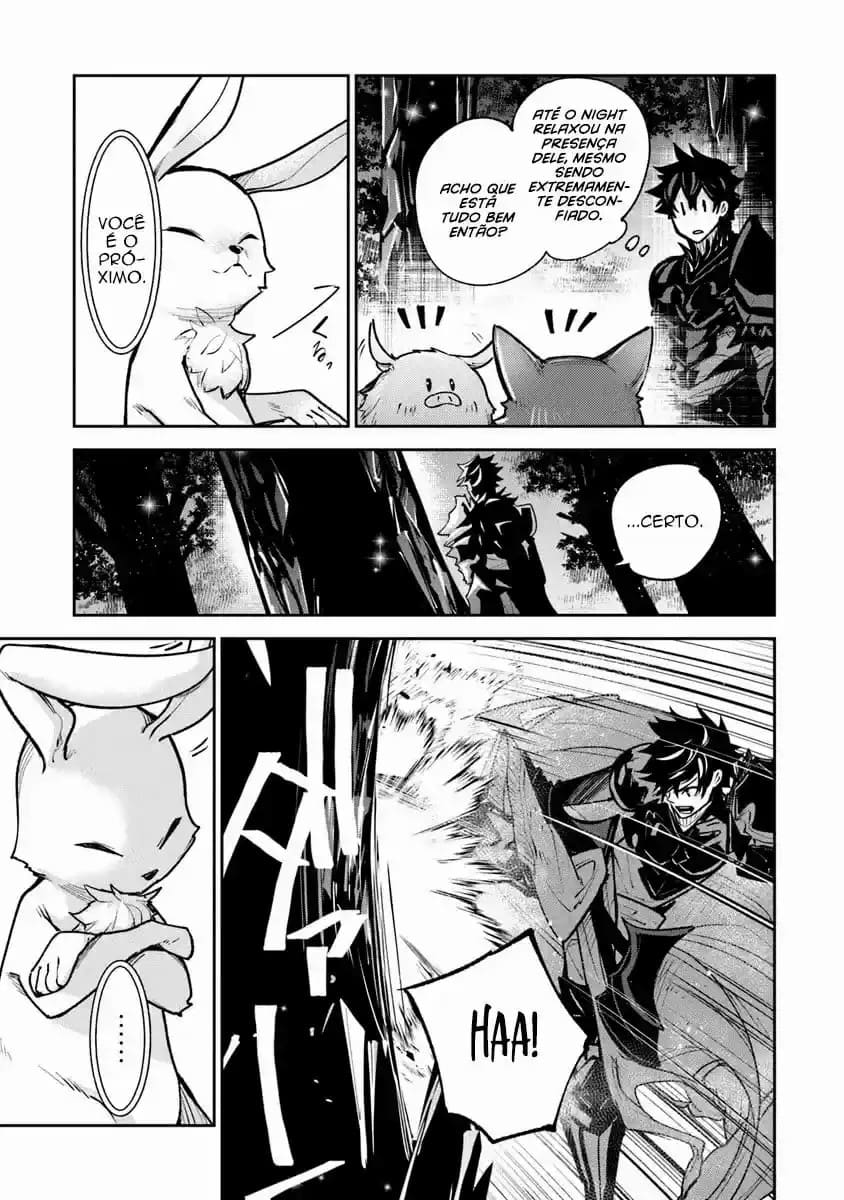 ATÉ O NIGHT
RELAXOU NA
PRESENÇA
DELE, MESMO
SENDO
EXTREMAMEN-
TE DESCON-
FIADO.
ACHO QUE
ESTÁ
TUDO BEM
ENTÃO?
VOCÊ
É O
PRÓ-
XIMO.
...CERTO.
HAA!
.....